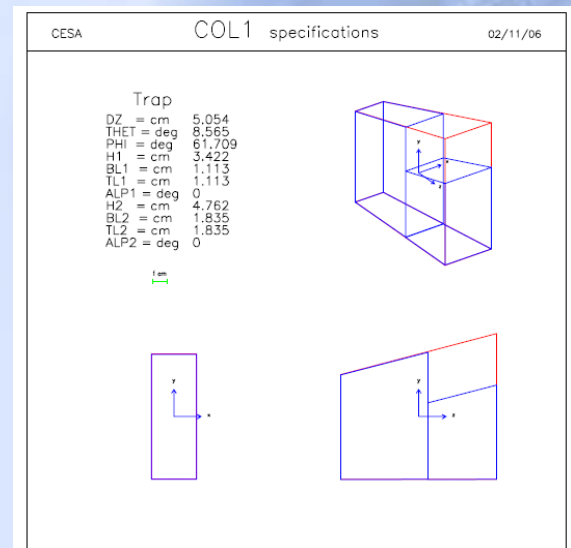 CESA COL1 specifications 02/11/06
Trap
DZ = cm 5.054
THET = deg 8.565
PHI = deg 61.709
H1 = cm 3.422
BL1 = cm 1.113
TL1 = cm 1.113
ALP1 = deg 0
H2 = cm 4.762
BL2 = cm 1.835
TL2 = cm 1.835
ALP2 = deg 0
1 cm
y
x
z
y
x
y
z